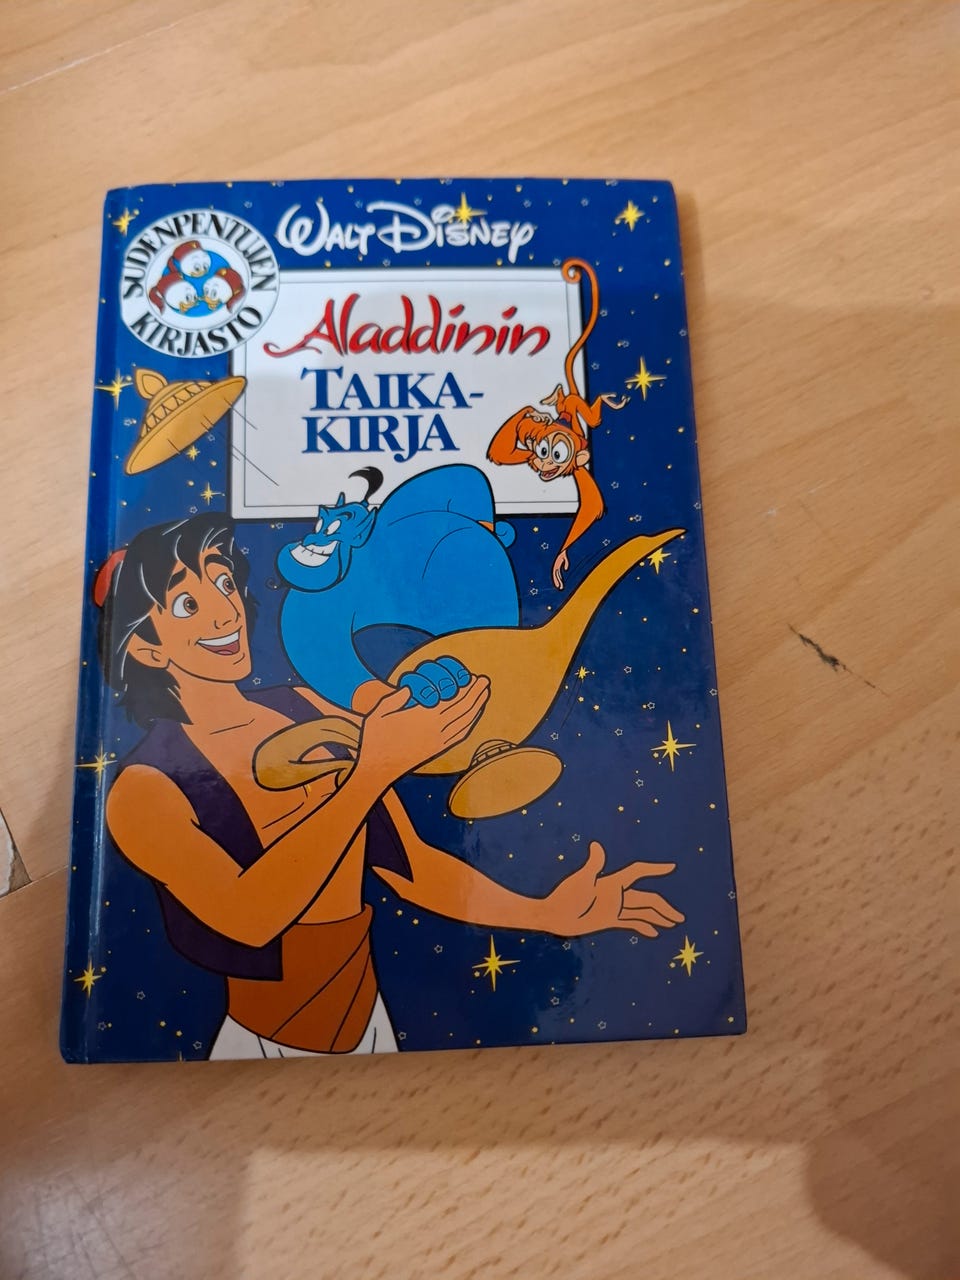 SUDENPENTUJEN
KIRJASTO
WALT DISNEY
Aladdinin
TAIKA-
KIRJA